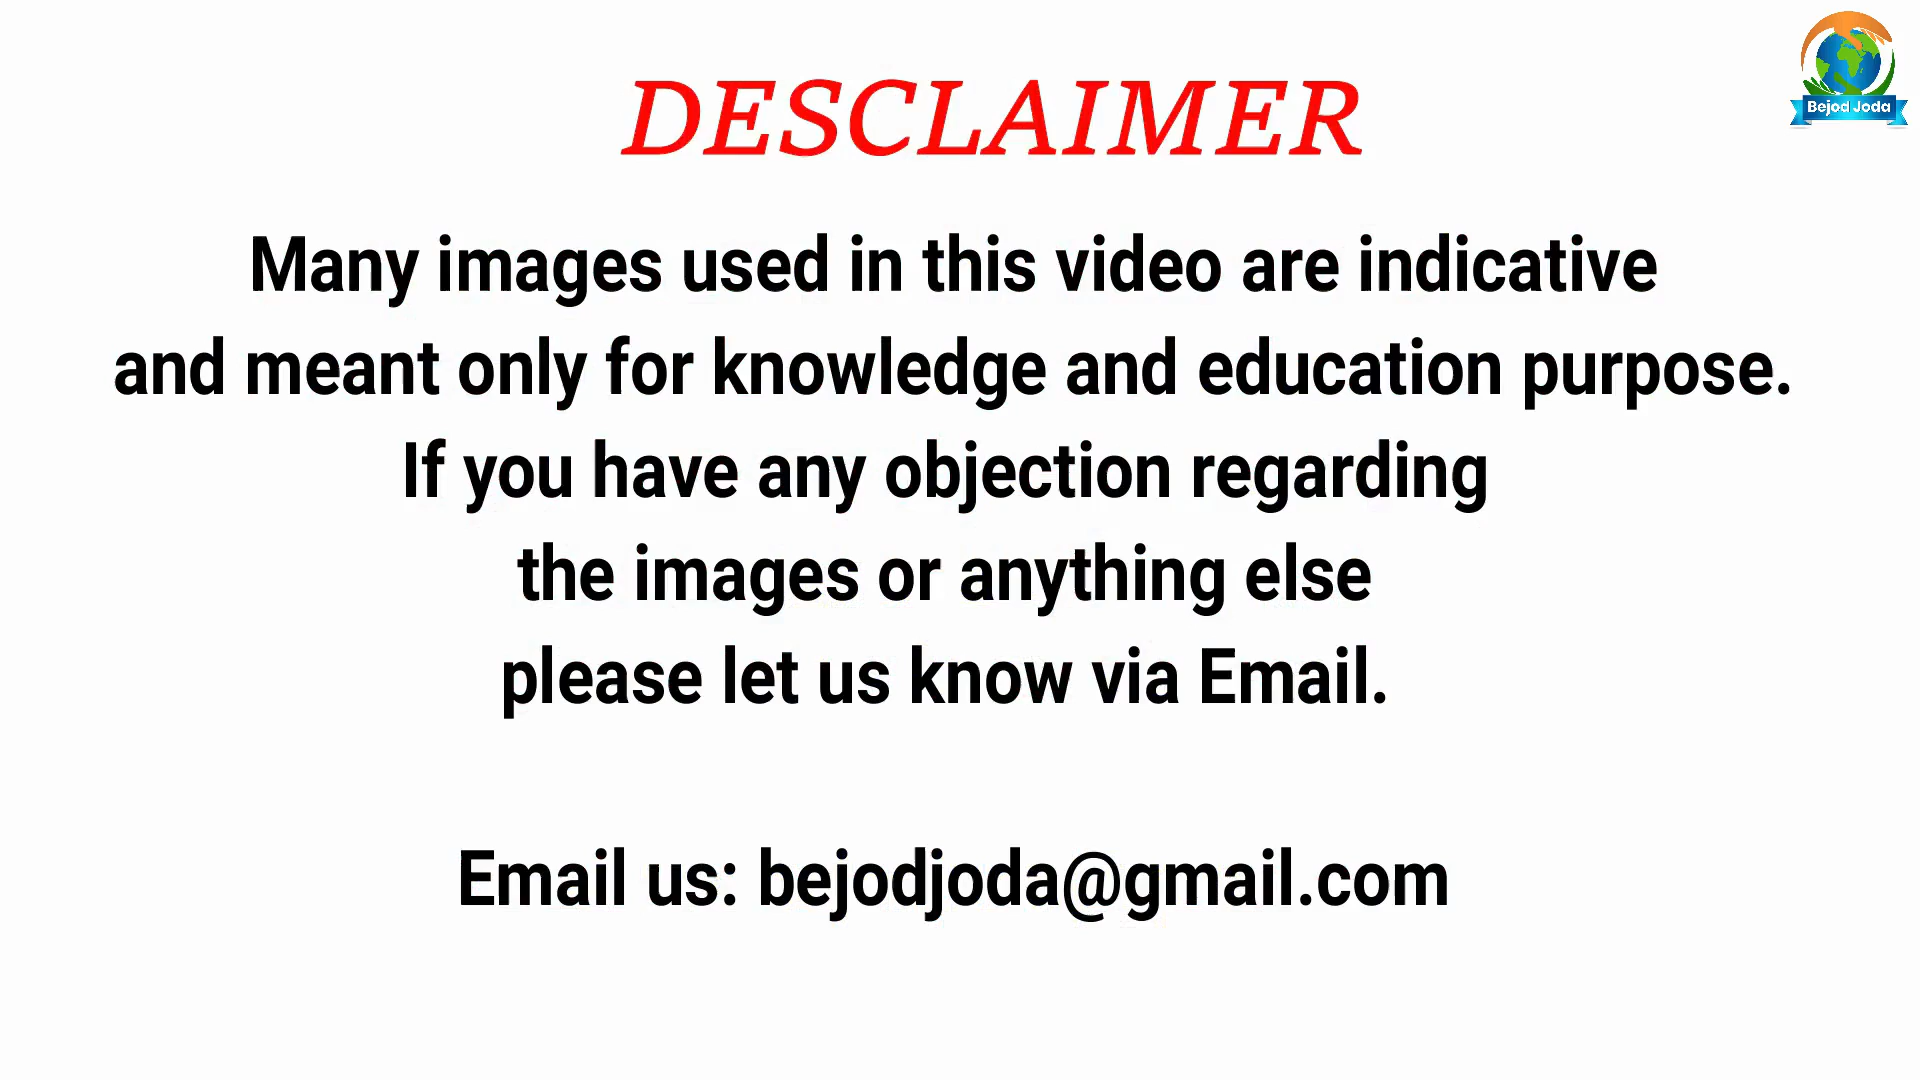 Bejod Joda
DESCLAIMER
Many images used in this video are indicative
and meant only for knowledge and education purpose.
If you have any objection regarding
the images or anything else
please let us know via Email.
Email us: bejodjoda@gmail.com